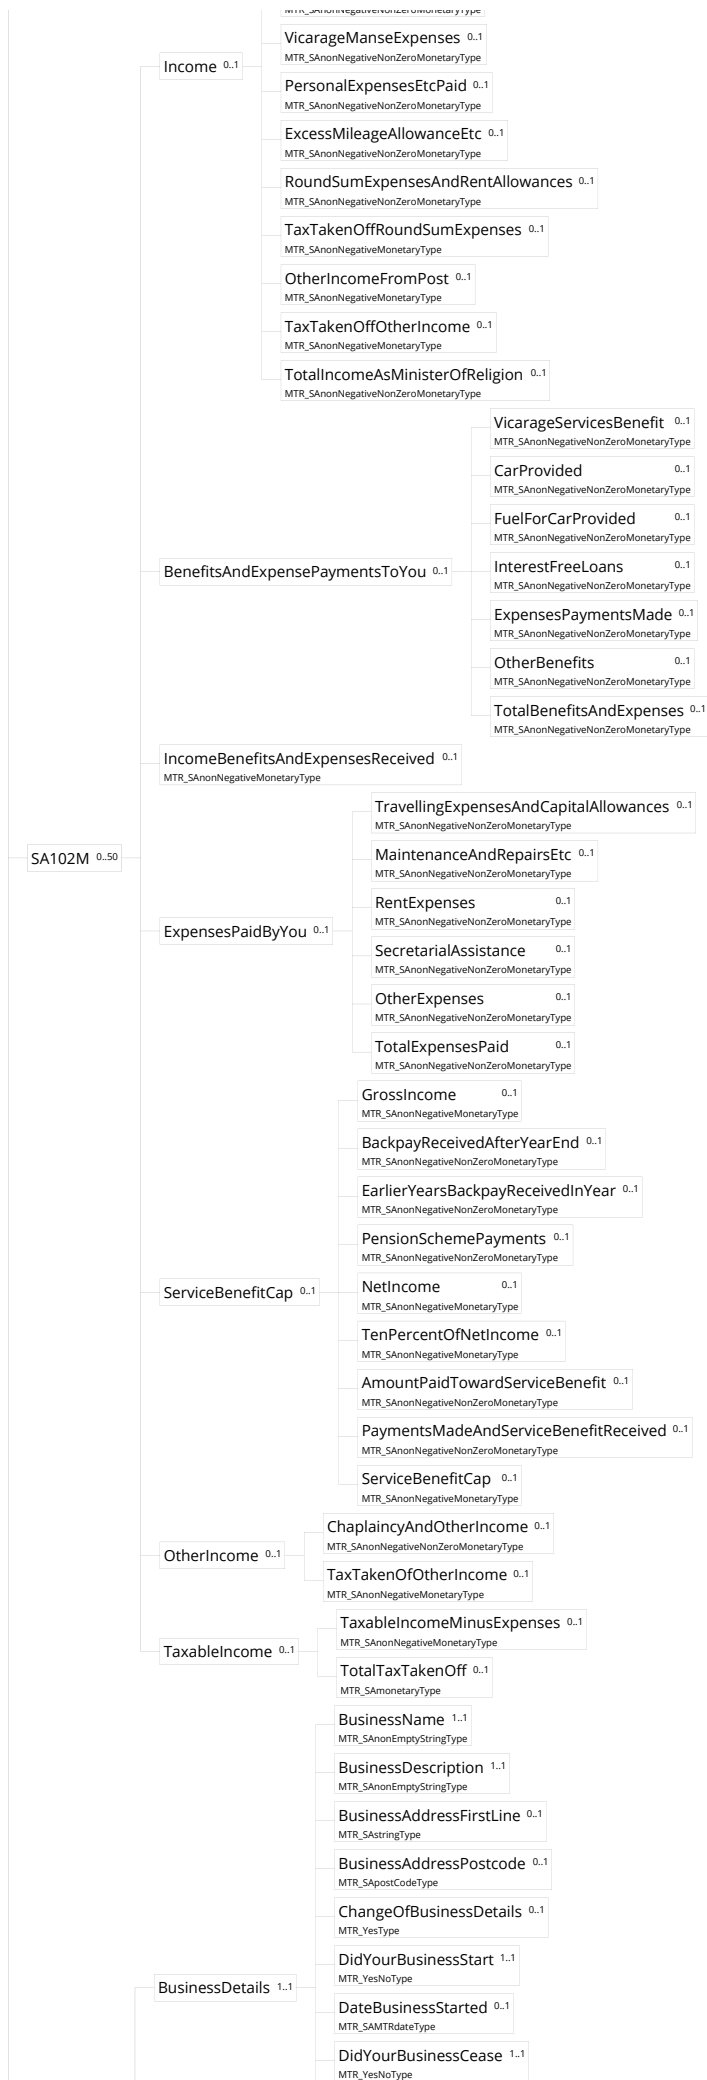 MTR_SAnonNegativeNonZeroMonetaryType
VicarageManseExpenses 0..1
MTR_SAnonNegativeNonZeroMonetaryType
Income 0..1
PersonalExpensesEtcPaid 0..1
MTR_SAnonNegativeNonZeroMonetaryType
ExcessMileageAllowanceEtc 0..1
MTR_SAnonNegativeNonZeroMonetaryType
RoundSumExpensesAndRentAllowances 0..1
MTR_SAnonNegativeNonZeroMonetaryType
TaxTakenOffRoundSumExpenses 0..1
MTR_SAnonNegativeMonetaryType
OtherIncomeFromPost 0..1
MTR_SAnonNegativeMonetaryType
TaxTakenOffOtherIncome 0..1
MTR_SAnonNegativeMonetaryType
TotalIncomeAsMinisterOfReligion 0..1
MTR_SAnonNegativeNonZeroMonetaryType
VicarageServicesBenefit 0..1
MTR_SAnonNegativeNonZeroMonetaryType
CarProvided 0..1
MTR_SAnonNegativeNonZeroMonetaryType
FuelForCarProvided 0..1
MTR_SAnonNegativeNonZeroMonetaryType
BenefitsAndExpensePaymentsToYou 0..1
InterestFreeLoans 0..1
MTR_SAnonNegativeNonZeroMonetaryType
ExpensesPaymentsMade 0..1
MTR_SAnonNegativeNonZeroMonetaryType
OtherBenefits 0..1
MTR_SAnonNegativeNonZeroMonetaryType
TotalBenefitsAndExpenses 0..1
MTR_SAnonNegativeNonZeroMonetaryType
IncomeBenefitsAndExpensesReceived 0..1
MTR_SAnonNegativeMonetaryType
TravellingExpensesAndCapitalAllowances 0..1
MTR_SAnonNegativeNonZeroMonetaryType
SA102M 0..50
MaintenanceAndRepairsEtc 0..1
MTR_SAnonNegativeNonZeroMonetaryType
RentExpenses 0..1
MTR_SAnonNegativeNonZeroMonetaryType
ExpensesPaidByYou 0..1
SecretarialAssistance 0..1
MTR_SAnonNegativeNonZeroMonetaryType
OtherExpenses 0..1
MTR_SAnonNegativeNonZeroMonetaryType
TotalExpensesPaid 0..1
MTR_SAnonNegativeNonZeroMonetaryType
GrossIncome 0..1
MTR_SAnonNegativeMonetaryType
BackpayReceivedAfterYearEnd 0..1
MTR_SAnonNegativeNonZeroMonetaryType
EarlierYearsBackpayReceivedInYear 0..1
MTR_SAnonNegativeNonZeroMonetaryType
PensionSchemePayments 0..1
MTR_SAnonNegativeNonZeroMonetaryType
ServiceBenefitCap 0..1
NetIncome 0..1
MTR_SAnonNegativeMonetaryType
TenPercentOfNetIncome 0..1
MTR_SAnonNegativeMonetaryType
AmountPaidTowardServiceBenefit 0..1
MTR_SAnonNegativeNonZeroMonetaryType
PaymentsMadeAndServiceBenefitReceived 0..1
MTR_SAnonNegativeNonZeroMonetaryType
ServiceBenefitCap 0..1
MTR_SAnonNegativeMonetaryType
ChaplaincyAndOtherIncome 0..1
MTR_SAnonNegativeNonZeroMonetaryType
OtherIncome 0..1
TaxTakenOfOtherIncome 0..1
MTR_SAnonNegativeMonetaryType
TaxableIncomeMinusExpenses 0..1
MTR_SAnonNegativeMonetaryType
TaxableIncome 0..1
TotalTaxTakenOff 0..1
MTR_SAmonetaryType
BusinessName 1..1
MTR_SAnonEmptyStringType
BusinessDescription 1..1
MTR_SAnonEmptyStringType
BusinessAddressFirstLine 0..1
MTR_SAstringType
BusinessAddressPostcode 0..1
MTR_SApostCodeType
ChangeOfBusinessDetails 0..1
MTR_YesType
DidYourBusinessStart 1..1
MTR_YesNoType
BusinessDetails 1..1
DateBusinessStarted 0..1
MTR_SAMTRdateType
DidYourBusinessCease 1..1
MTR_YesNoType